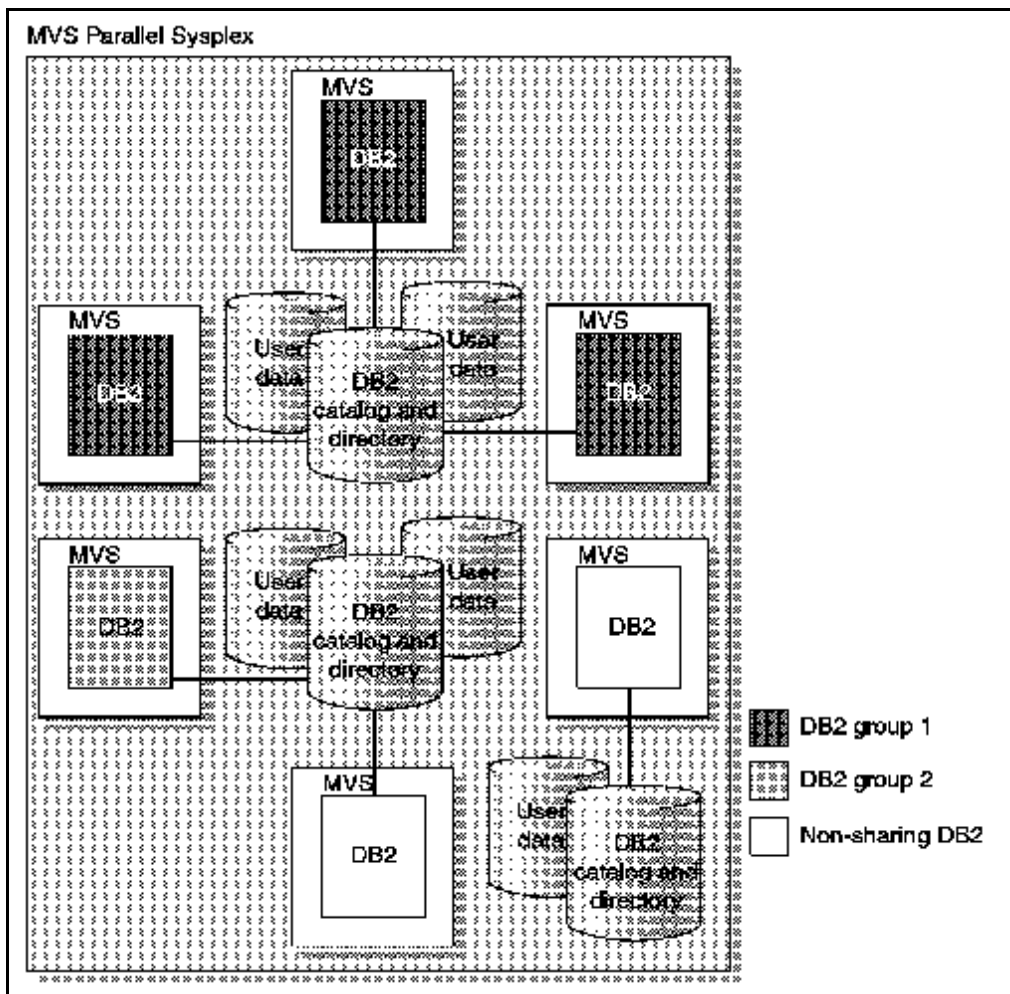 MVS Parallel Sysplex
MVS
DB2
MVS
DB2
User
data
User
data
DB2
catalog and
directory
MVS
DB2
MVS
DB2
User
data
User
data
DB2
catalog and
directory
MVS
DB2
MVS
DB2
User
data
DB2
catalog and
directory
DB2 group 1
DB2 group 2
Non-sharing DB2